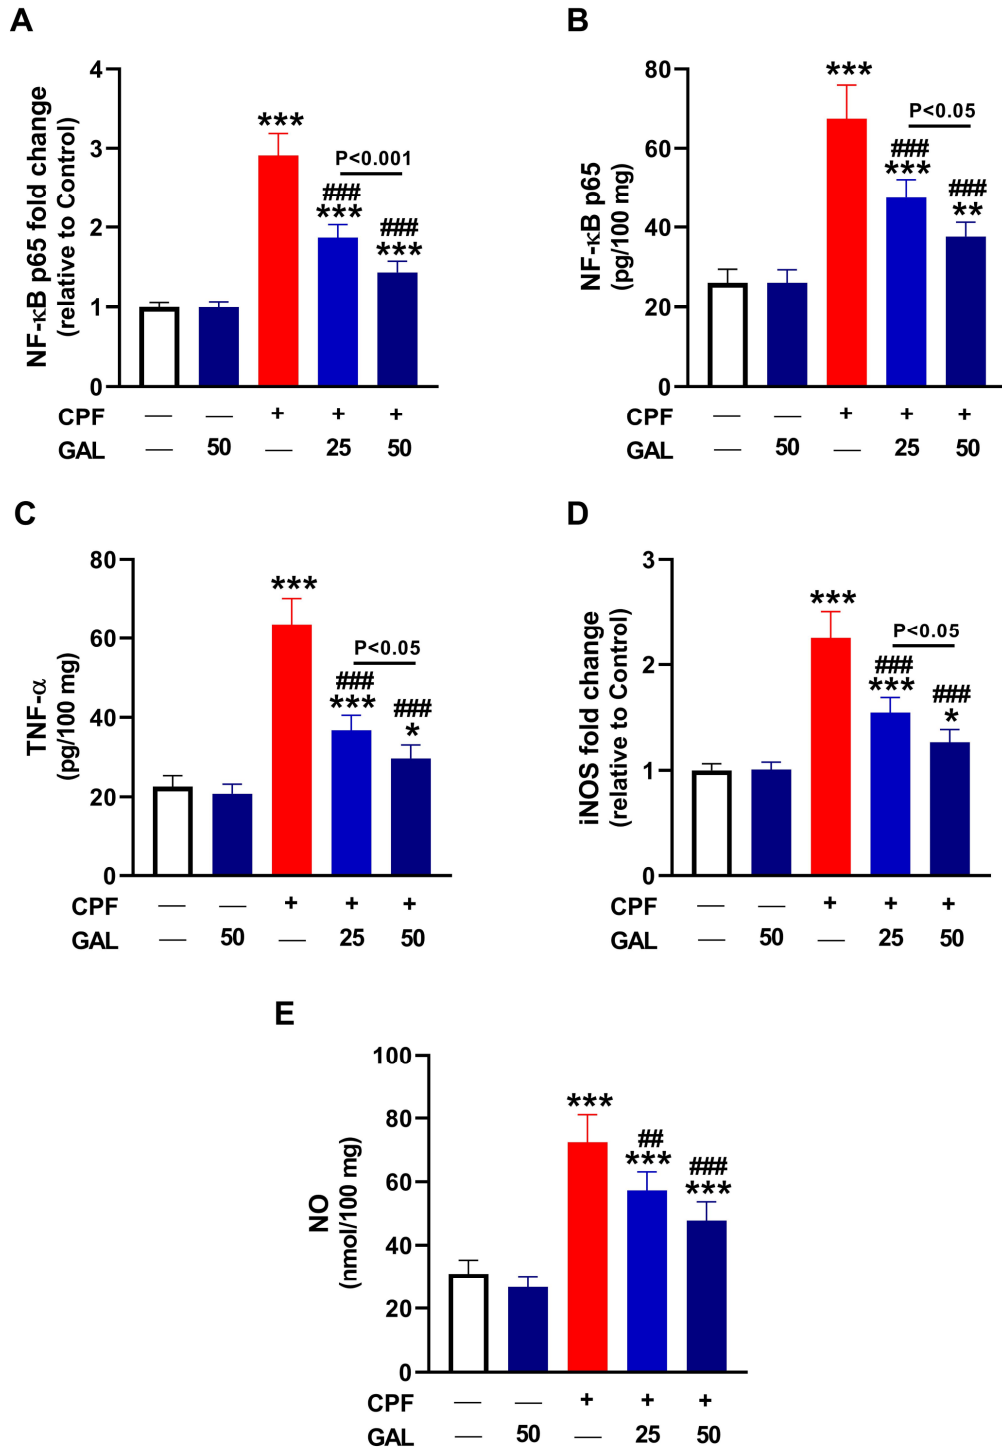 A
NF-κB p65 fold change
(relative to Control)
4
3
2
1
0
***
P<0.001
###
***
###
***
CPF — — + + +
GAL — 50 — 25 50
B
NF-κB p65
(pg/100 mg)
80
60
40
20
0
***
P<0.05
###
***
###
**
CPF — — + + +
GAL — 50 — 25 50
C
TNF-α
(pg/100 mg)
80
60
40
20
0
***
P<0.05
###
***
###
*
CPF — — + + +
GAL — 50 — 25 50
D
iNOS fold change
(relative to Control)
3
2
1
0
***
P<0.05
###
***
###
*
CPF — — + + +
GAL — 50 — 25 50
E
NO
(nmol/100 mg)
100
80
60
40
20
0
***
##
***
###
***
CPF — — + + +
GAL — 50 — 25 50